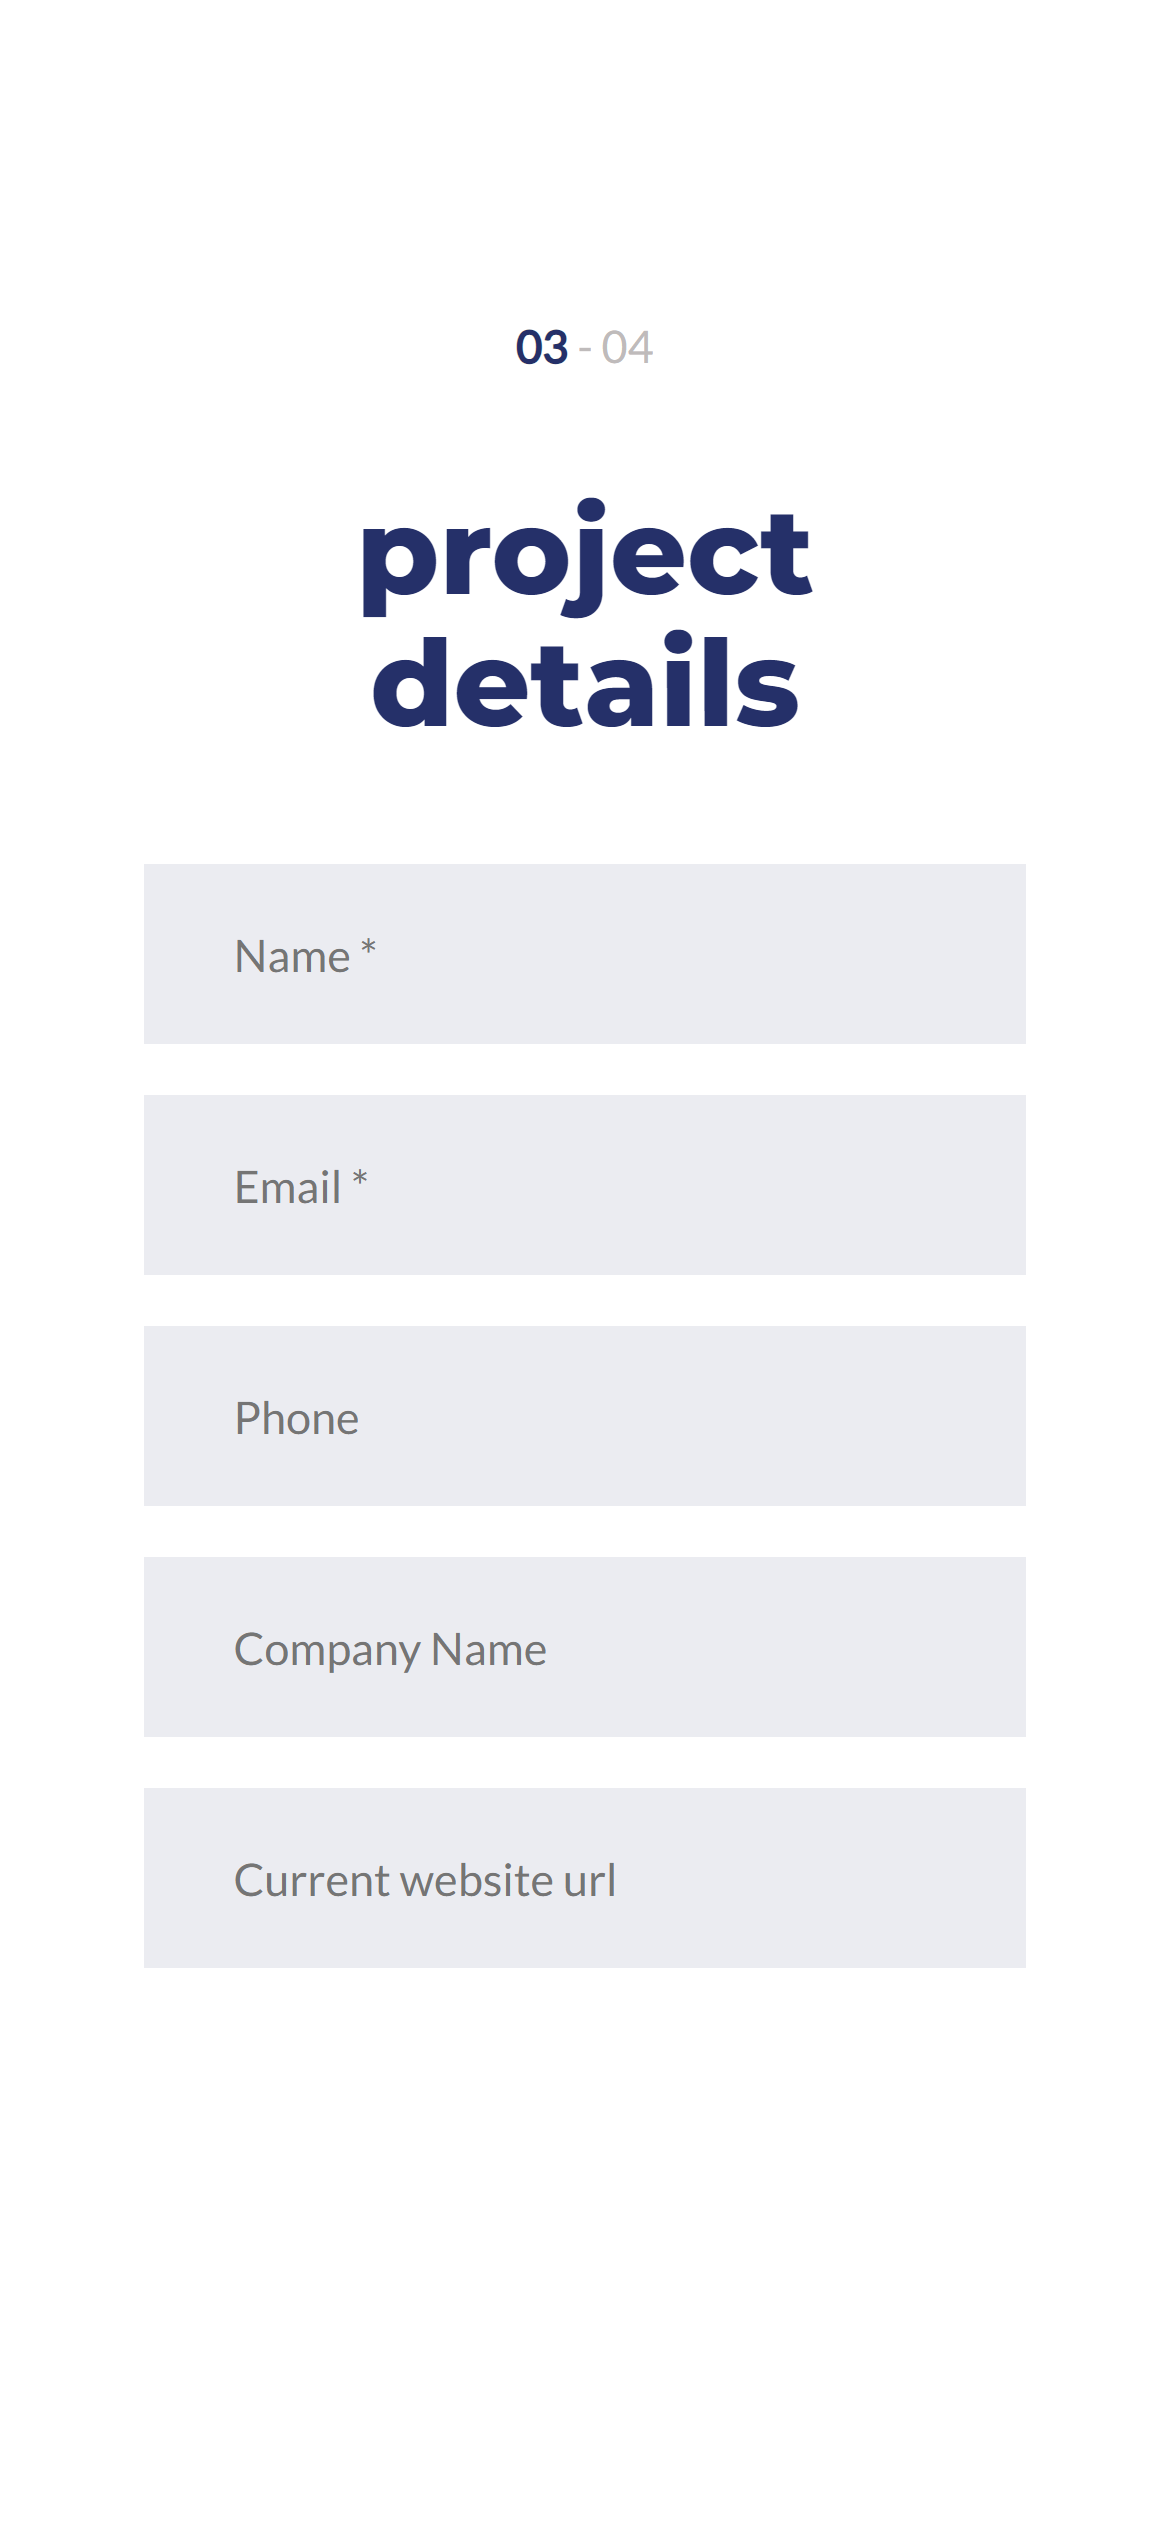 03 - 04
project
details
Name *
Email *
Phone
Company Name
Current website url